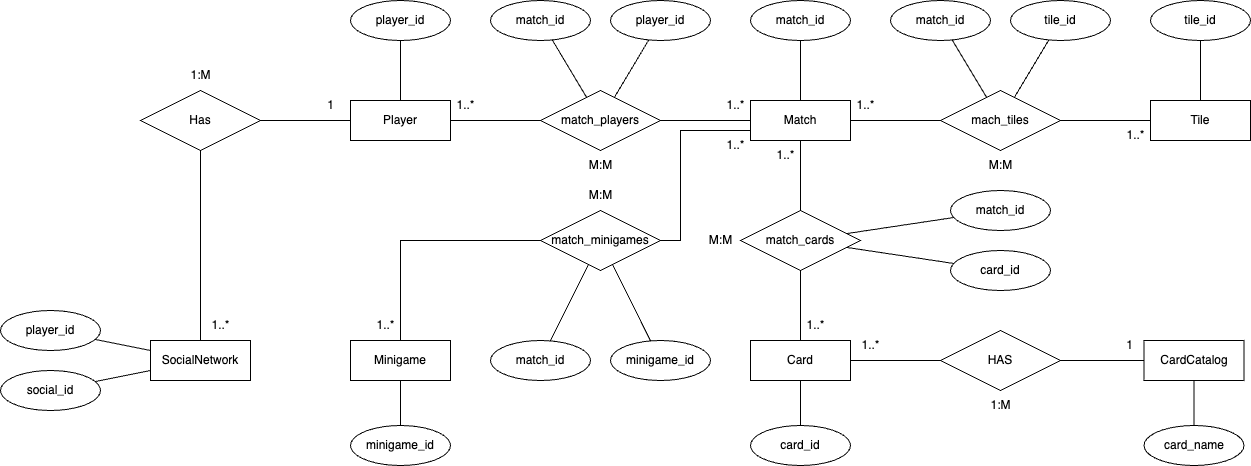 player_id
match_id
player_id
match_id
match_id
tile_id
tile_id
1:M
1
1..*
1..*
1..*
Has
Player
match_players
Match
mach_tiles
Tile
1..*
1..*
1..*
M:M
M:M
M:M
match_id
M:M
match_minigames
match_cards
card_id
1..*
1..*
1..*
player_id
1..*
1
SocialNetwork
Minigame
match_id
minigame_id
Card
HAS
CardCatalog
social_id
1:M
minigame_id
card_id
card_name